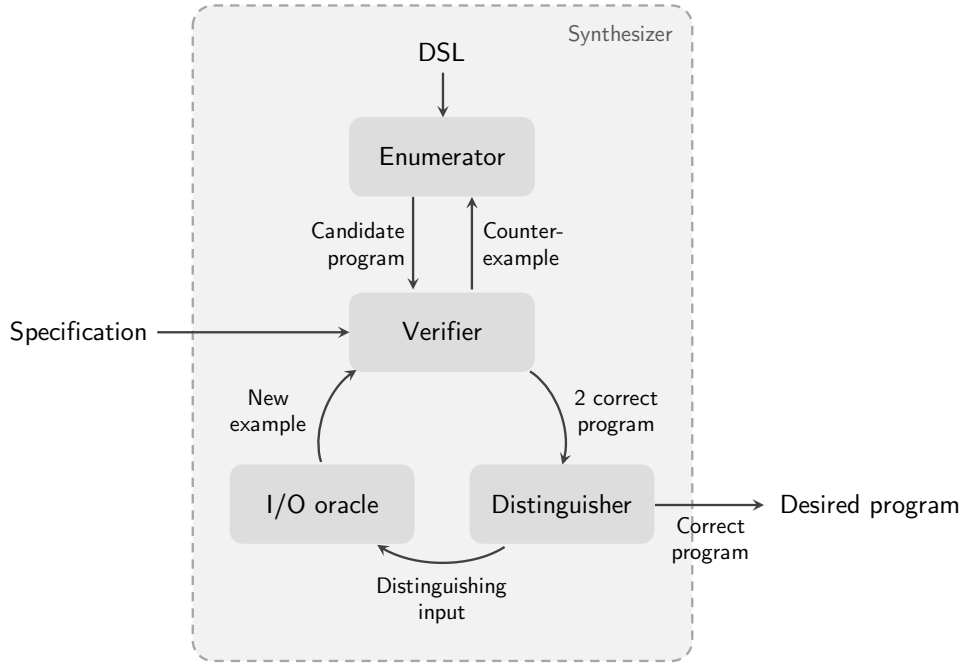 Synthesizer
DSL
Enumerator
Candidate
program
Counter-
example
Specification
Verifier
New
example
2 correct
program
I/O oracle
Distinguisher
Desired program
Correct
program
Distinguishing
input